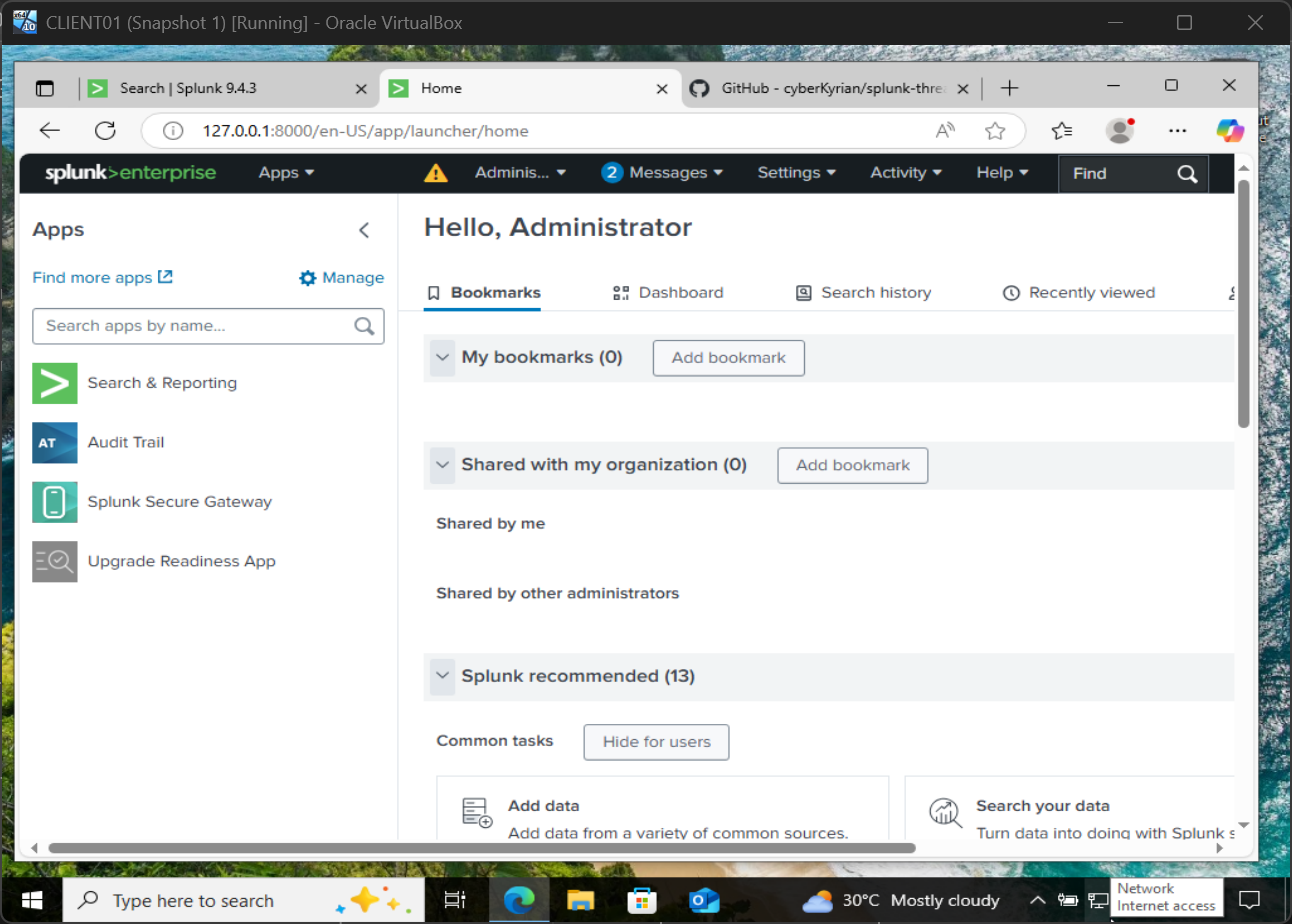 CLIENT01 (Snapshot 1) [Running] - Oracle VirtualBox
Search | Splunk 9.4.3
Home
GitHub - cyberKyrian/splunk-threa
127.0.0.1:8000/en-US/app/launcher/home
splunk>enterprise Apps Adminis... 2 Messages Settings Activity Help Find
Apps
Find more apps Manage
Search apps by name...
Search & Reporting
AT Audit Trail
Splunk Secure Gateway
Upgrade Readiness App
Hello, Administrator
Bookmarks Dashboard Search history Recently viewed
My bookmarks (0) Add bookmark
Shared with my organization (0) Add bookmark
Shared by me
Shared by other administrators
Splunk recommended (13)
Common tasks Hide for users
Add data
Add data from a variety of common sources.
Search your data
Turn data into doing with Splunk s
Type here to search
30°C Mostly cloudy
Network
Internet access